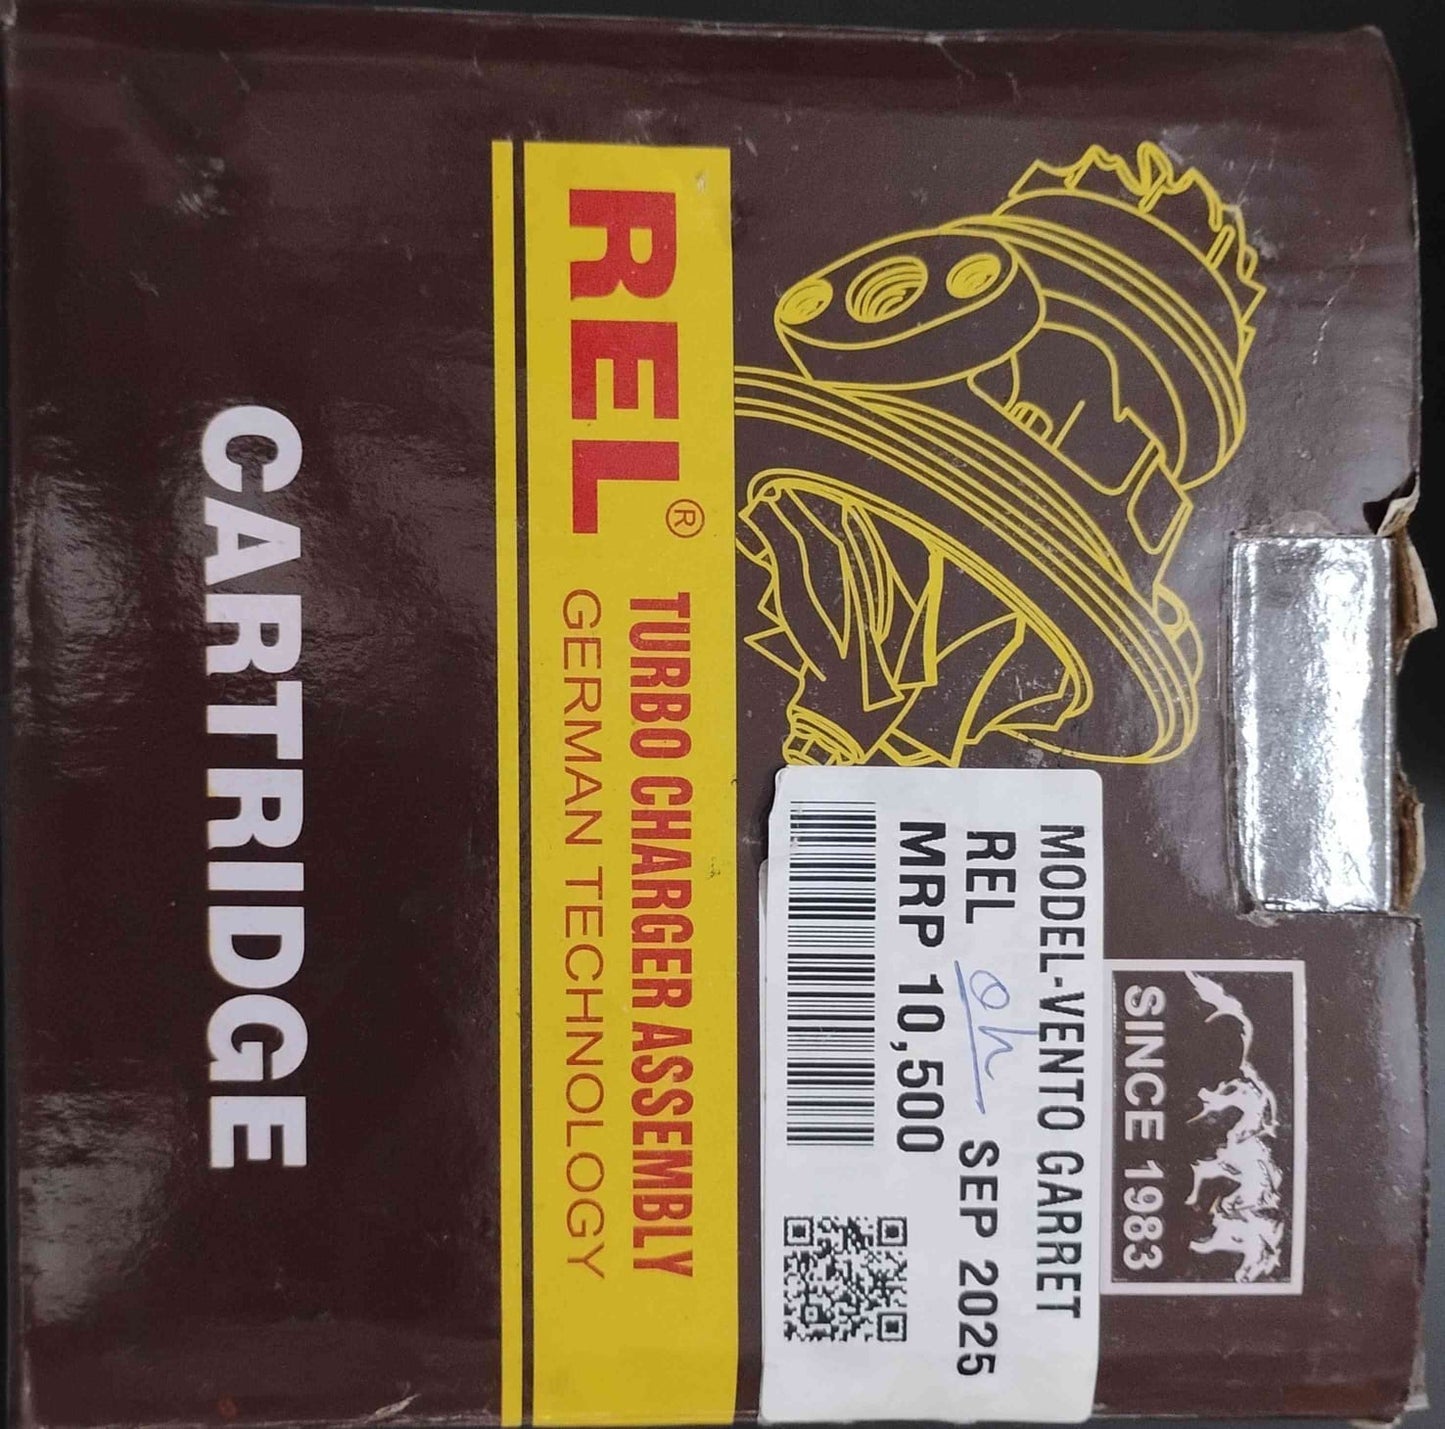 SINCE 1983
MODEL-VENTO GARRET
REL SEP 2025
MRP 10,500
REL®
TURBO CHARGER ASSEMBLY
GERMAN TECHNOLOGY
CARTRIDGE